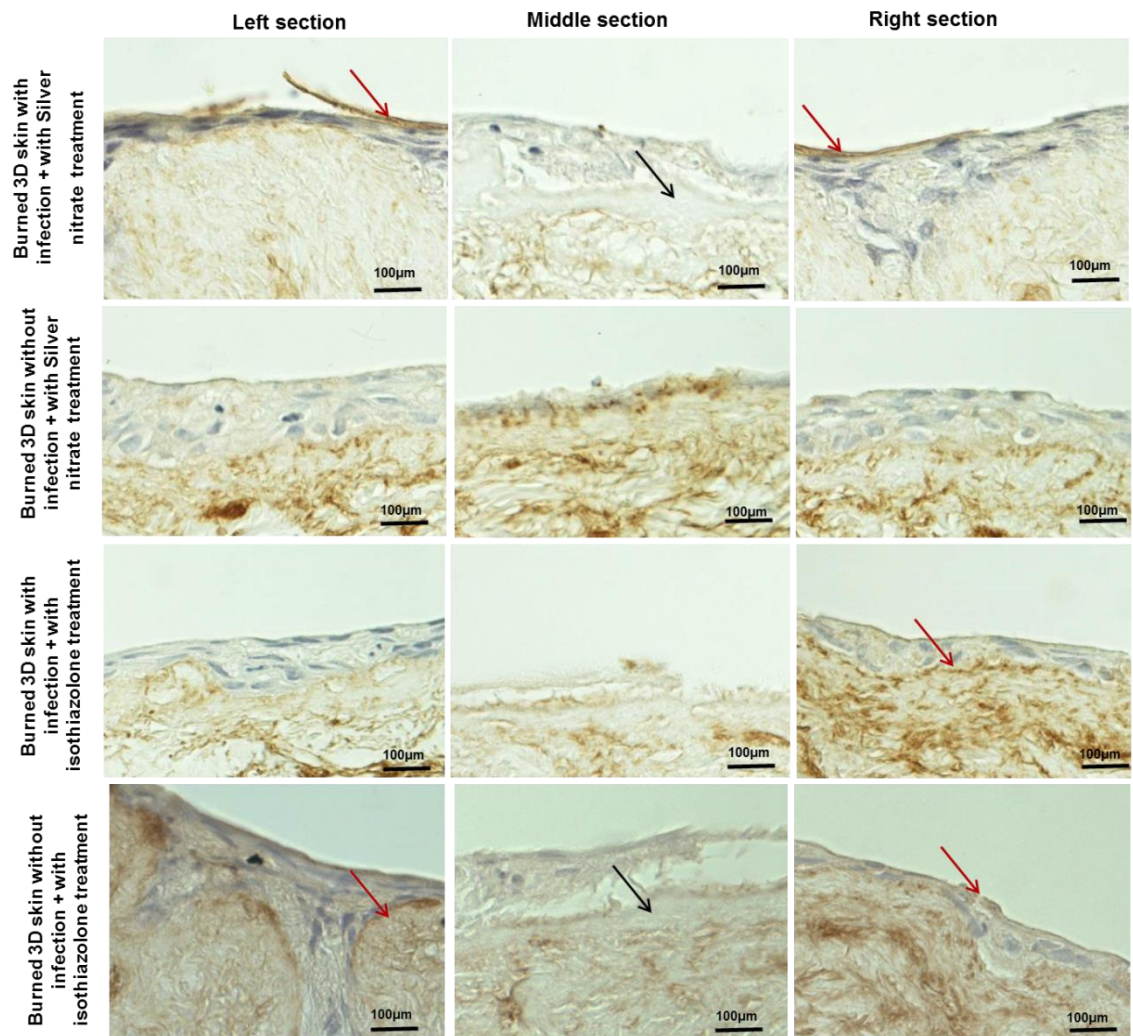 Left section
Middle section
Right section
Burned 3D skin with
infection + with Silver
nitrate treatment
100µm
100µm
100µm
Burned 3D skin without
infection + with Silver
nitrate treatment
100µm
100µm
100µm
Burned 3D skin with
infection + with
isothiazolone treatment
100µm
100µm
100µm
Burned 3D skin without
infection + with
isothiazolone treatment
100µm
100µm
100µm